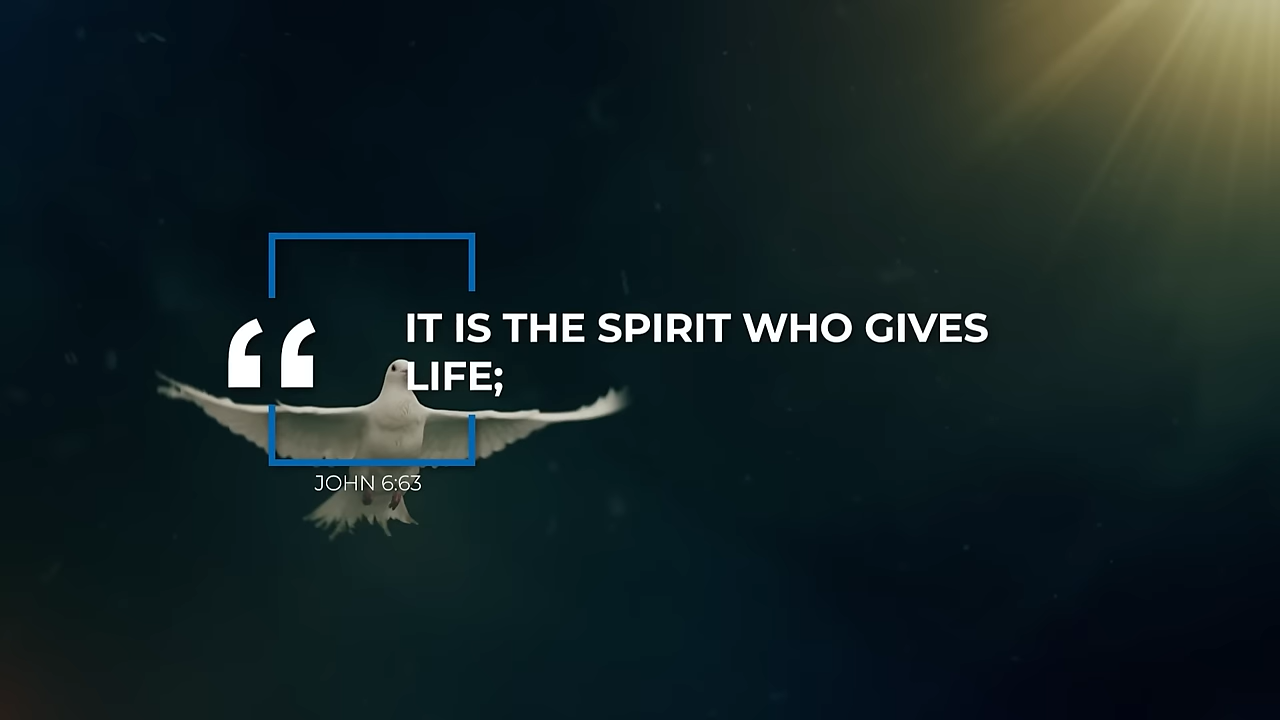 “
IT IS THE SPIRIT WHO GIVES
LIFE;
JOHN 6:63